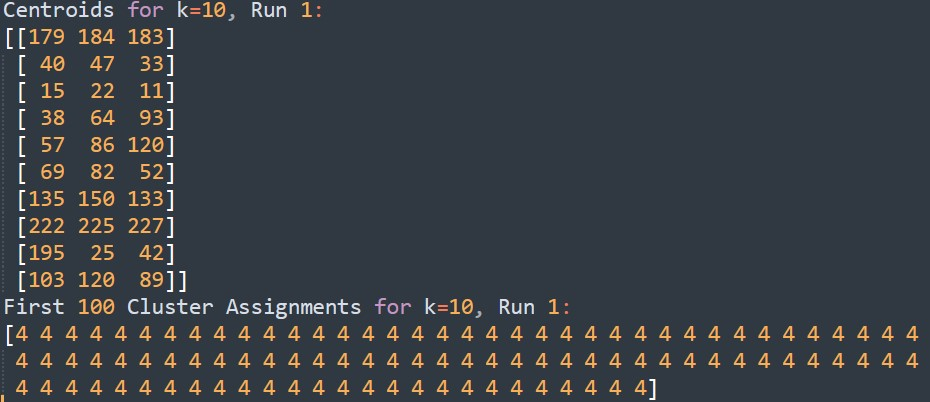 Centroids for k=10, Run 1:
[[179 184 183]
 [ 40  47  33]
 [ 15  22  11]
 [ 38  64  93]
 [ 57  86 120]
 [ 69  82  52]
 [135 150 133]
 [222 225 227]
 [195  25  42]
 [103 120  89]]
First 100 Cluster Assignments for k=10, Run 1:
[4 4 4 4 4 4 4 4 4 4 4 4 4 4 4 4 4 4 4 4 4 4 4 4 4 4 4 4 4 4 4 4 4 4 4 4 4
 4 4 4 4 4 4 4 4 4 4 4 4 4 4 4 4 4 4 4 4 4 4 4 4 4 4 4 4 4 4 4 4 4 4 4 4 4
 4 4 4 4 4 4 4 4 4 4 4 4 4 4 4 4 4 4 4 4 4 4 4 4 4 4]